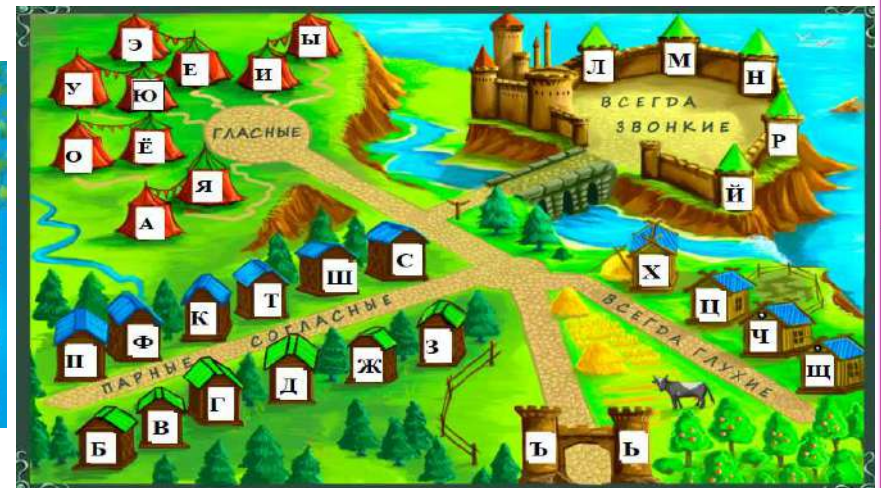 Э
Ы
Е
И
У
Ю
О
Ё
Я
А
ГЛАСНЫЕ
Л
М
Н
Р
Й
ВСЕГДА
ЗВОНКИЕ
П
Ф
К
Т
Ш
С
ПАРНЫЕ СОГЛАСНЫЕ
Б
В
Г
Д
Ж
З
Х
Ц
Ч
Щ
ВСЕГДА ГЛУХИЕ
Ъ
Ь